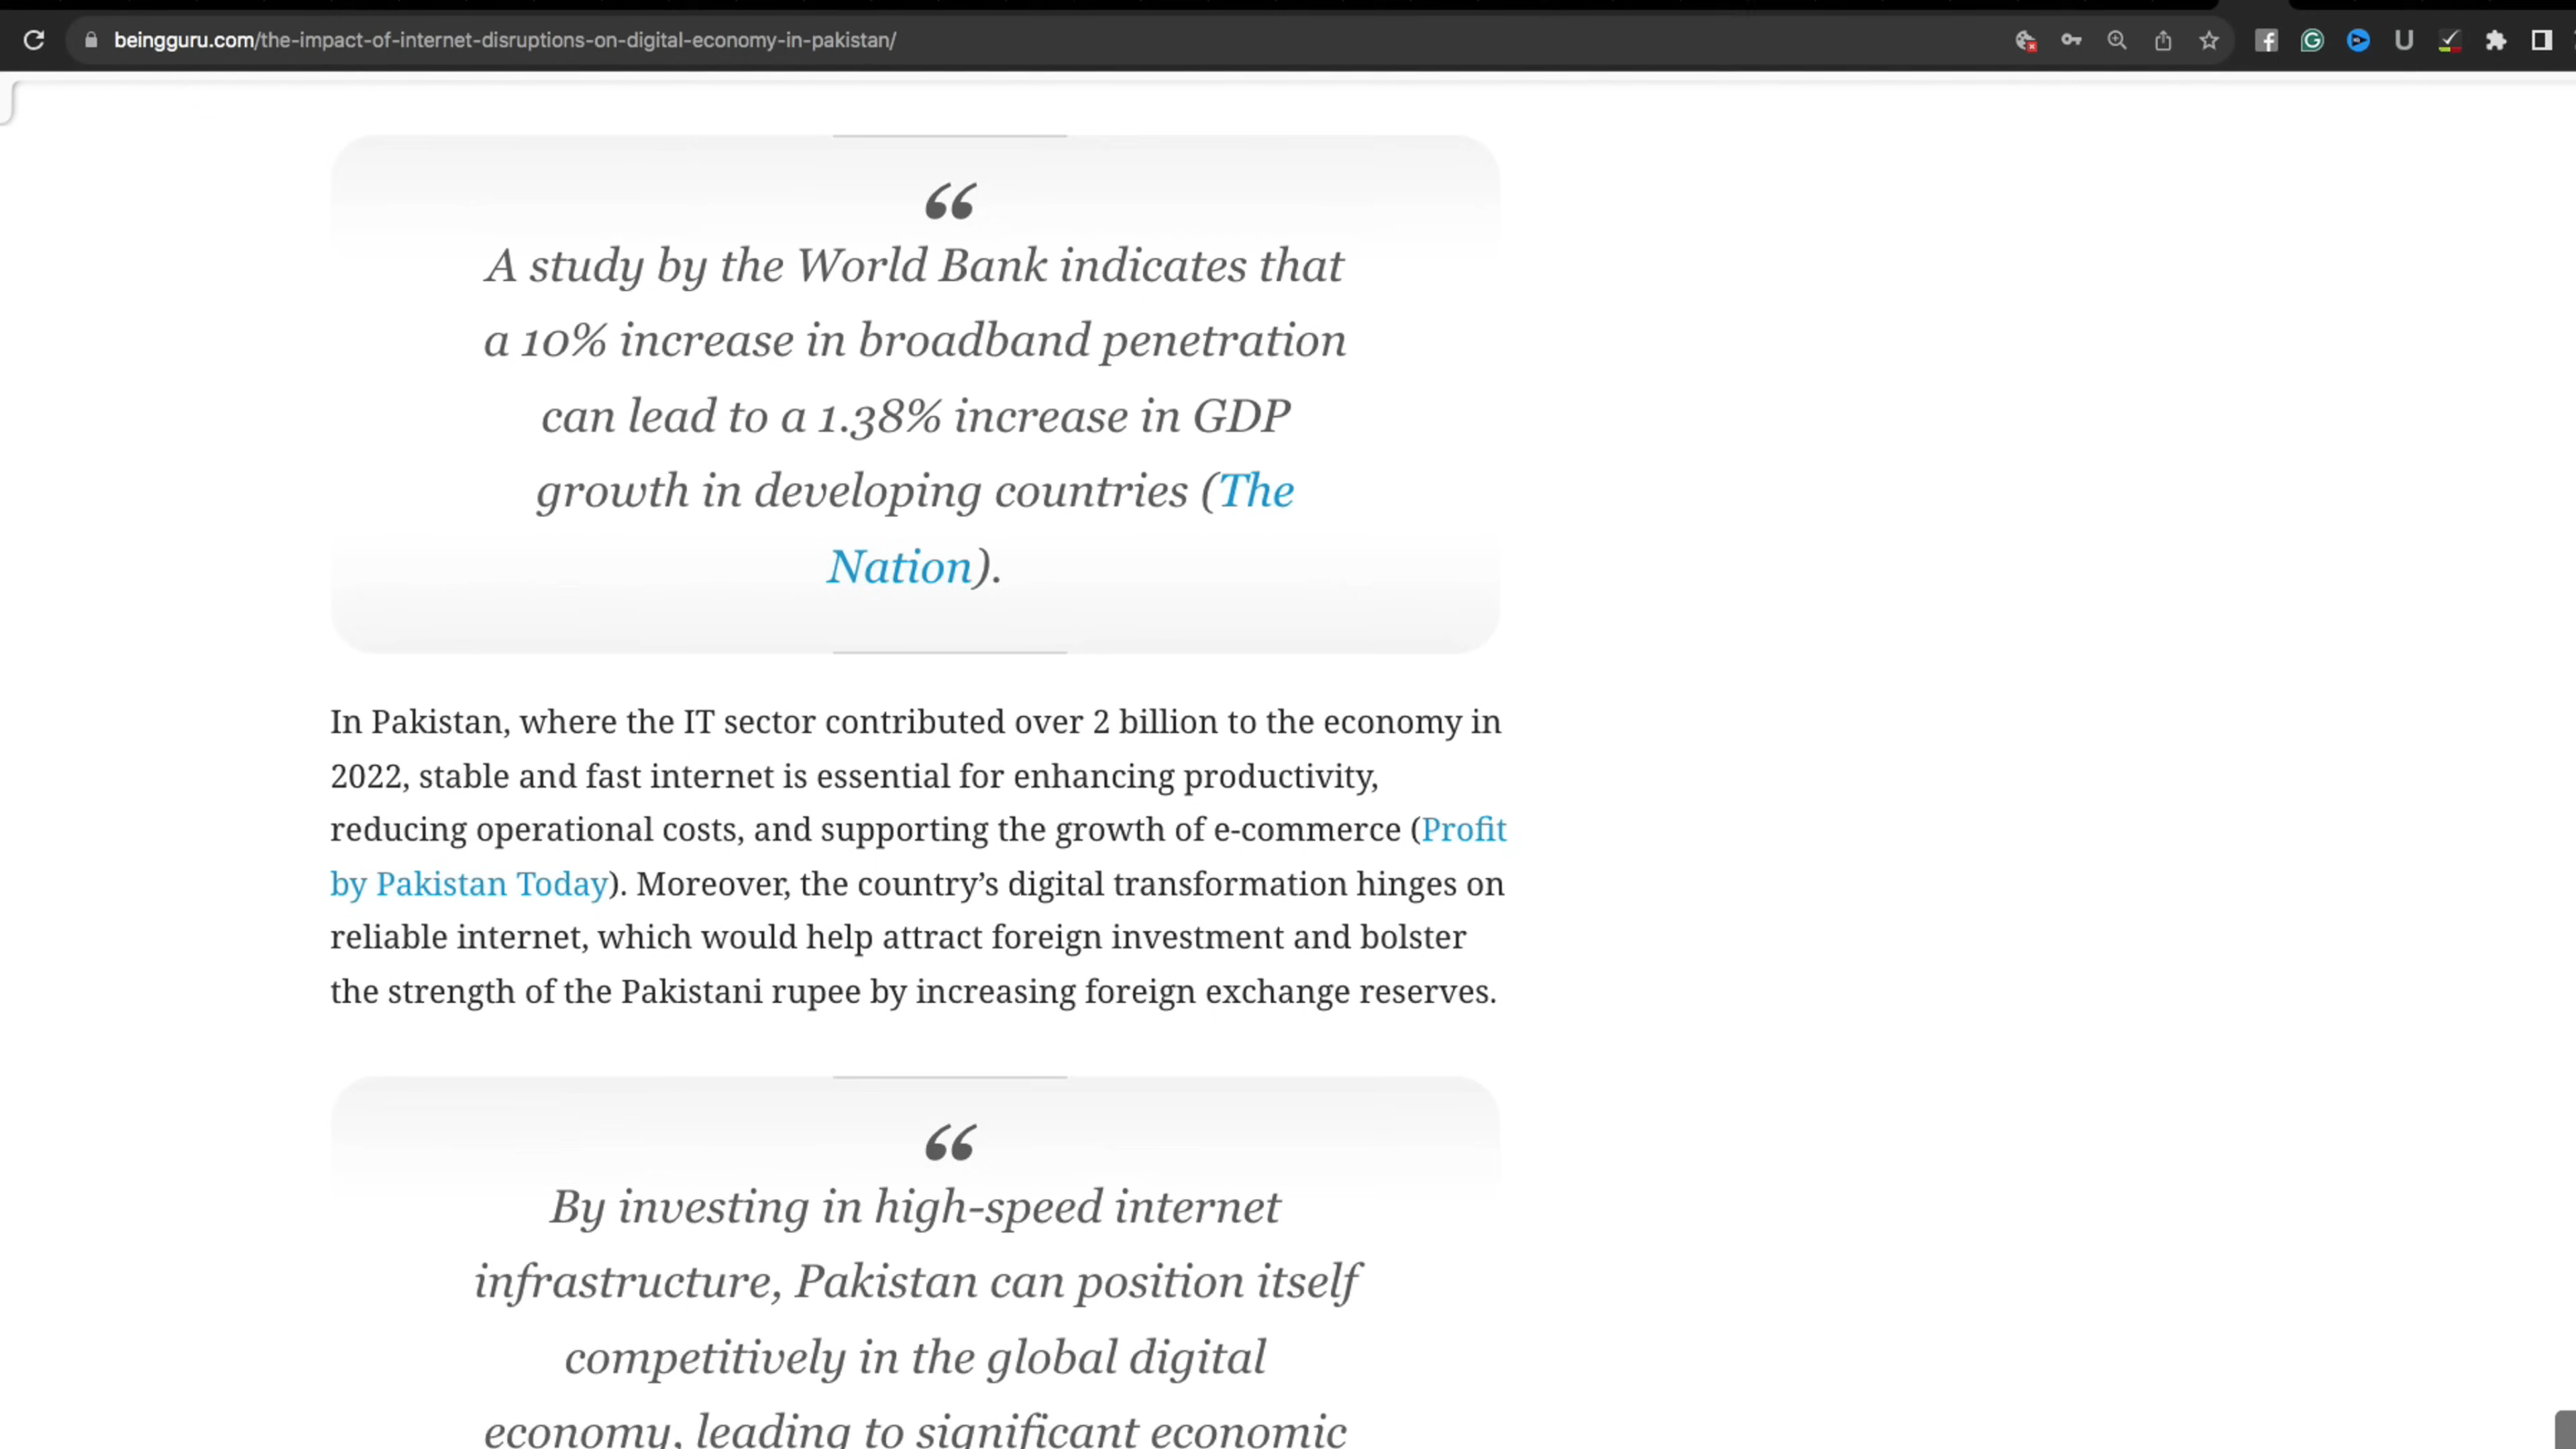 beingguru.com/the-impact-of-internet-disruptions-on-digital-economy-in-pakistan/
“
A study by the World Bank indicates that
a 10% increase in broadband penetration
can lead to a 1.38% increase in GDP
growth in developing countries (The
Nation).
In Pakistan, where the IT sector contributed over 2 billion to the economy in
2022, stable and fast internet is essential for enhancing productivity,
reducing operational costs, and supporting the growth of e-commerce (Profit
by Pakistan Today). Moreover, the country’s digital transformation hinges on
reliable internet, which would help attract foreign investment and bolster
the strength of the Pakistani rupee by increasing foreign exchange reserves.
“
By investing in high-speed internet
infrastructure, Pakistan can position itself
competitively in the global digital
economy, leading to significant economic